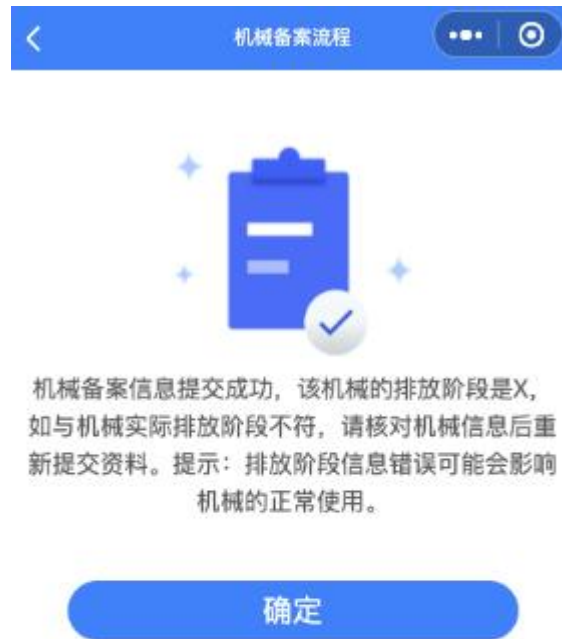 机械备案流程
机械备案信息提交成功，该机械的排放阶段是X，
如与机械实际排放阶段不符，请核对机械信息后重
新提交资料。提示：排放阶段信息错误可能会影响
机械的正常使用。
确定